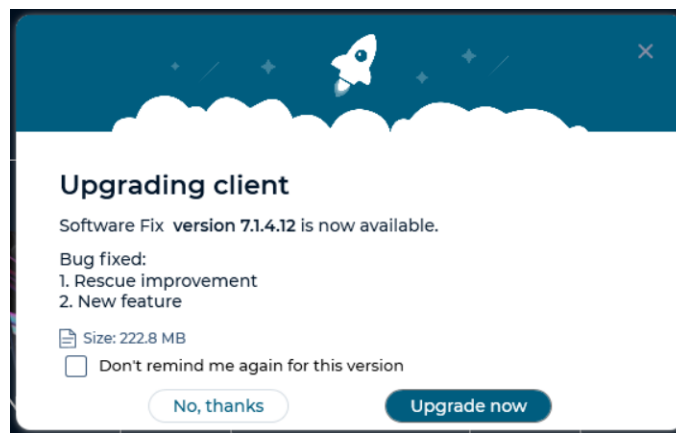 Upgrading client
Software Fix version 7.1.4.12 is now available.
Bug fixed:
1. Rescue improvement
2. New feature
Size: 222.8 MB
Don't remind me again for this version
No, thanks
Upgrade now